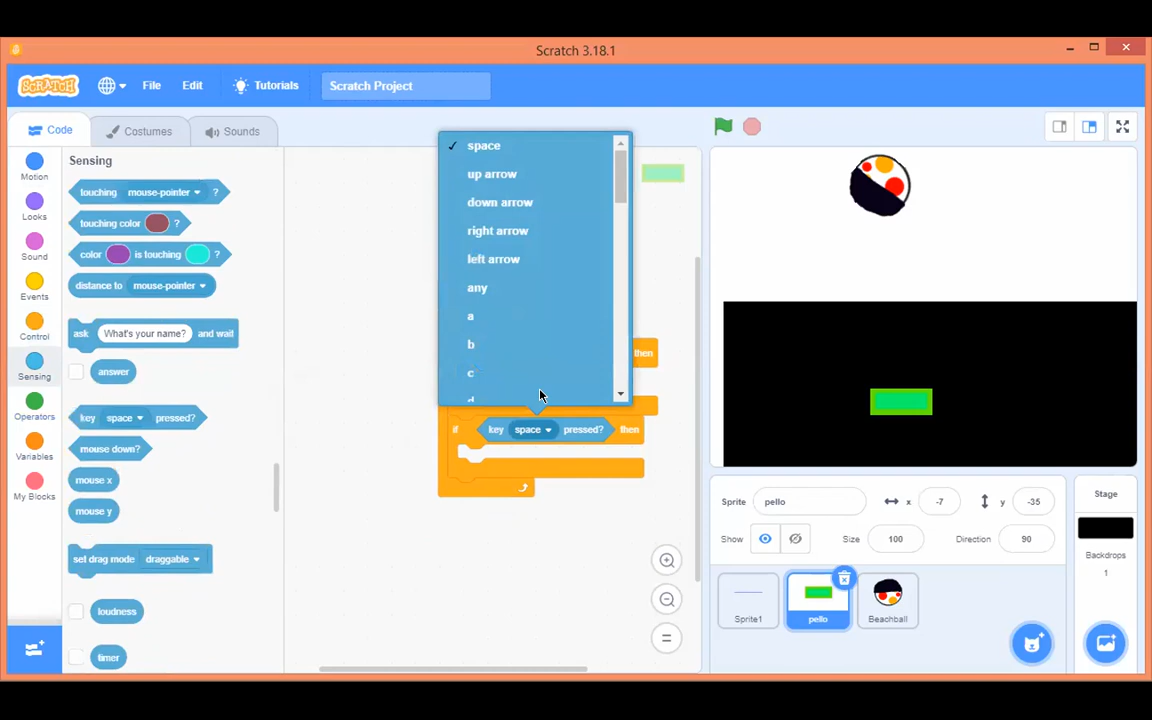 Scratch 3.18.1
SCRATCH File Edit Tutorials Scratch Project
Code Costumes Sounds
Motion
Looks
Sound
Events
Control
Sensing
Operators
Variables
My Blocks
Sensing
touching mouse-pointer ?
touching color ?
color is touching ?
distance to mouse-pointer
ask What's your name? and wait
answer
key space pressed?
mouse down?
mouse x
mouse y
set drag mode draggable
loudness
timer
✓ space
up arrow
down arrow
right arrow
left arrow
any
a
b
c
d
then
if key space pressed? then
Sprite pello x -7 y -35
Show Size 100 Direction 90
Sprite1
pello
Beachball
Stage
Backdrops
1